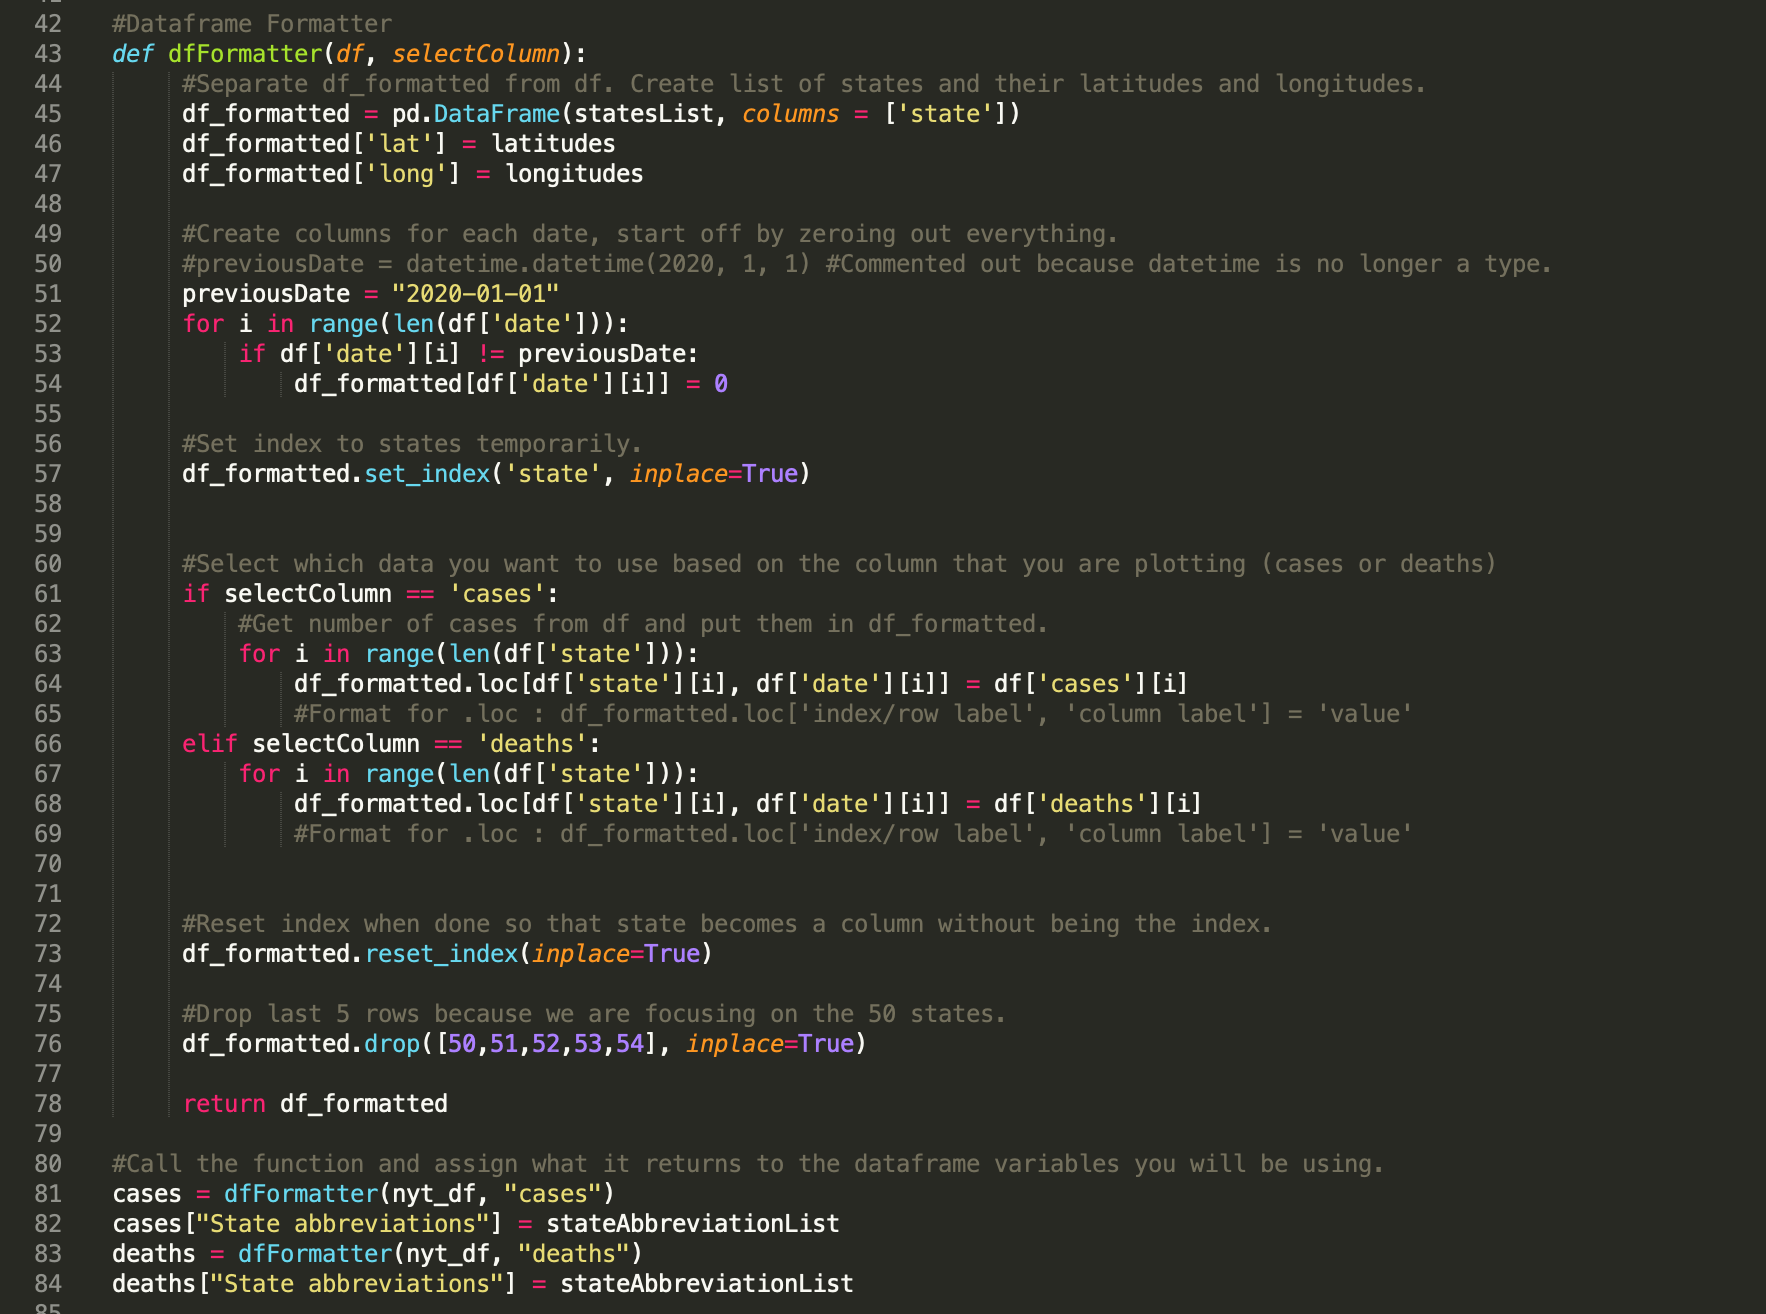 42 #Dataframe Formatter
43 def dfFormatter(df, selectColumn):
44     #Separate df_formatted from df. Create list of states and their latitudes and longitudes.
45     df_formatted = pd.DataFrame(statesList, columns = ['state'])
46     df_formatted['lat'] = latitudes
47     df_formatted['long'] = longitudes
48
49     #Create columns for each date, start off by zeroing out everything.
50     #previousDate = datetime.datetime(2020, 1, 1) #Commented out because datetime is no longer a type.
51     previousDate = "2020-01-01"
52     for i in range(len(df['date'])):
53         if df['date'][i] != previousDate:
54             df_formatted[df['date'][i]] = 0
55
56     #Set index to states temporarily.
57     df_formatted.set_index('state', inplace=True)
58
59
60     #Select which data you want to use based on the column that you are plotting (cases or deaths)
61     if selectColumn == 'cases':
62         #Get number of cases from df and put them in df_formatted.
63         for i in range(len(df['state'])):
64             df_formatted.loc[df['state'][i], df['date'][i]] = df['cases'][i]
65             #Format for .loc : df_formatted.loc['index/row label', 'column label'] = 'value'
66     elif selectColumn == 'deaths':
67         for i in range(len(df['state'])):
68             df_formatted.loc[df['state'][i], df['date'][i]] = df['deaths'][i]
69             #Format for .loc : df_formatted.loc['index/row label', 'column label'] = 'value'
70
71
72     #Reset index when done so that state becomes a column without being the index.
73     df_formatted.reset_index(inplace=True)
74
75     #Drop last 5 rows because we are focusing on the 50 states.
76     df_formatted.drop([50,51,52,53,54], inplace=True)
77
78     return df_formatted
79
80 #Call the function and assign what it returns to the dataframe variables you will be using.
81 cases = dfFormatter(nyt_df, "cases")
82 cases["State abbreviations"] = stateAbbreviationList
83 deaths = dfFormatter(nyt_df, "deaths")
84 deaths["State abbreviations"] = stateAbbreviationList